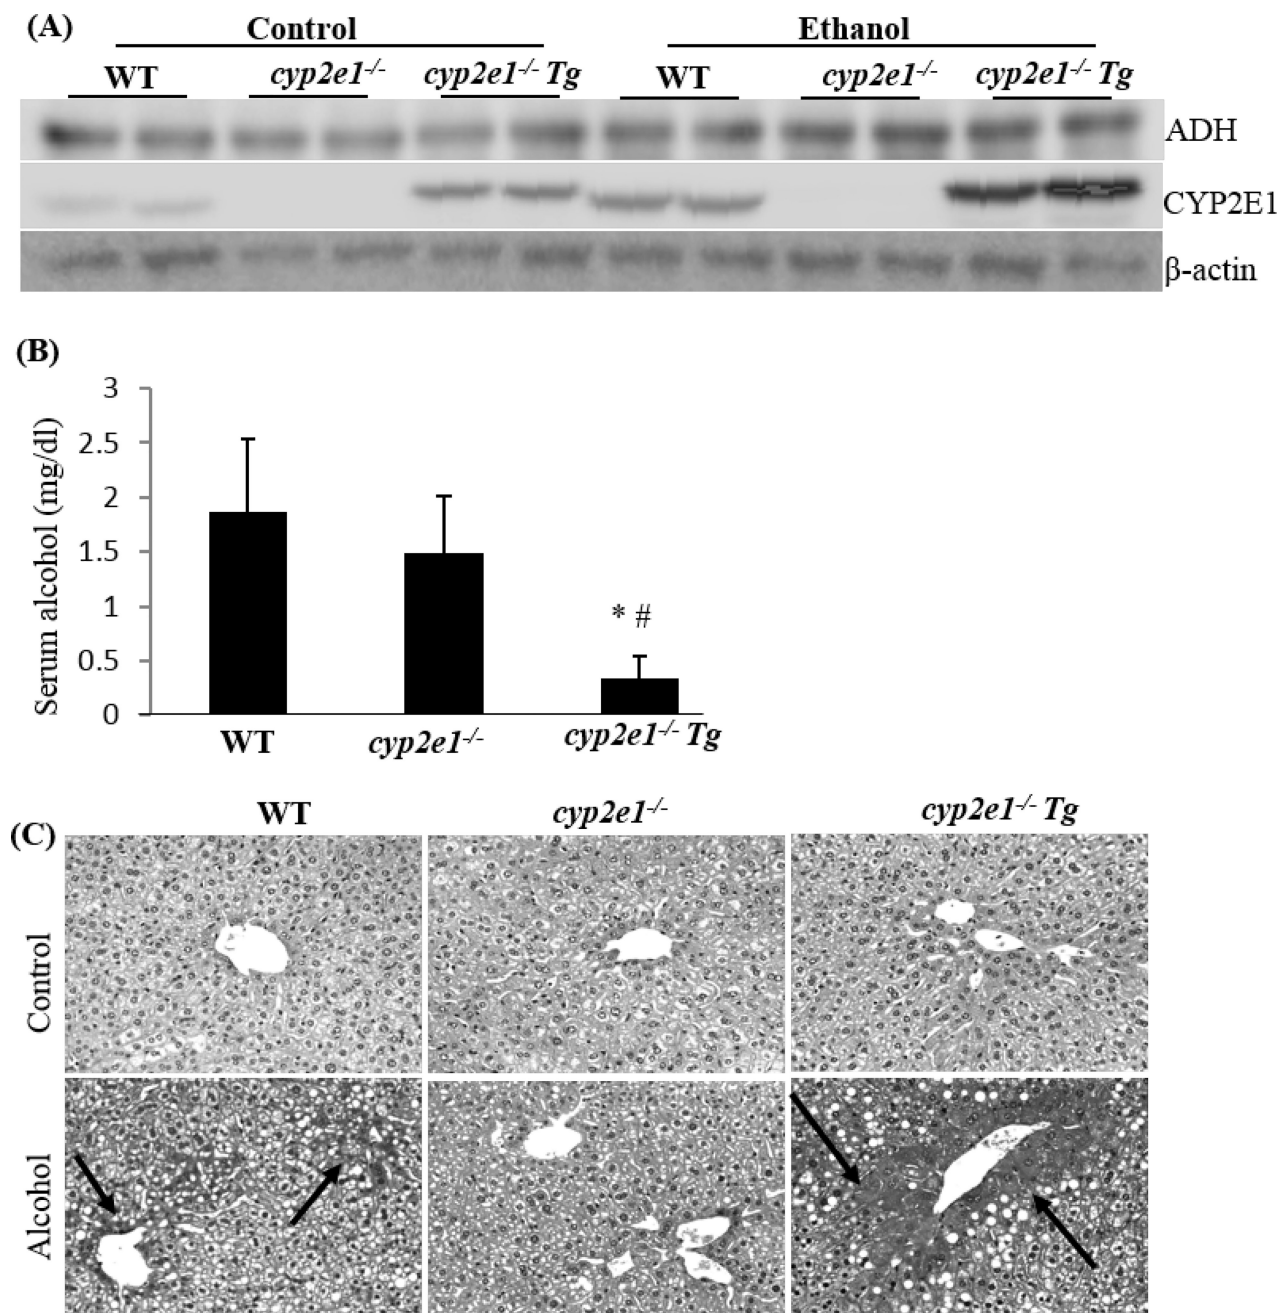 (A)
Control Ethanol
WT cyp2e1-/- cyp2e1-/- Tg WT cyp2e1-/- cyp2e1-/- Tg
ADH
CYP2E1
β-actin
(B)
Serum alcohol (mg/dl)
3
2.5
2
1.5
1
0.5
0
* #
WT cyp2e1-/- cyp2e1-/- Tg
(C)
WT cyp2e1-/- cyp2e1-/- Tg
Control
Alcohol